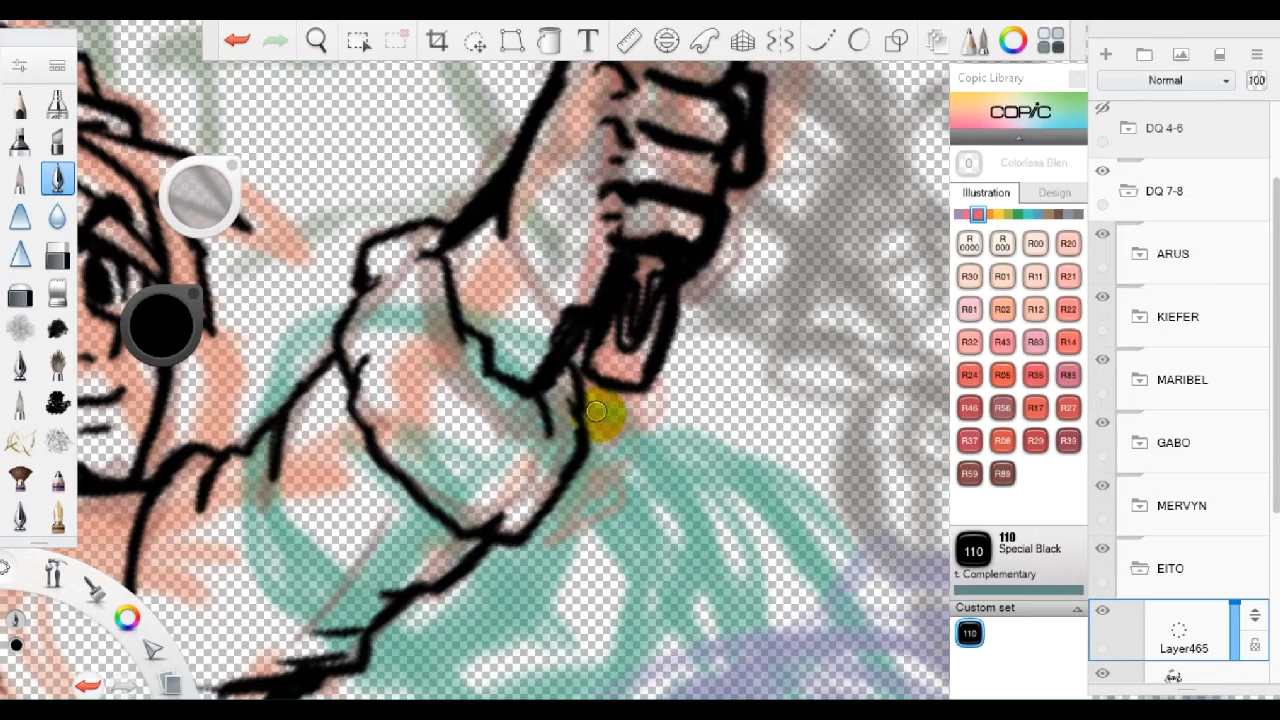 T
Copic Library
COPIC
0
Colorless Blen...
Illustration
Design
R0000
R000
R00
R20
R30
R01
R11
R21
R81
R02
R12
R22
R32
R43
R83
R14
R24
R05
R35
R85
R46
R56
R17
R27
R37
R08
R29
R39
R59
R89
110
110
Special Black
t. Complementary
Custom set
110
Normal
100
DQ 4-6
DQ 7-8
ARUS
KIEFER
MARIBEL
GABO
MERVYN
EITO
Layer465